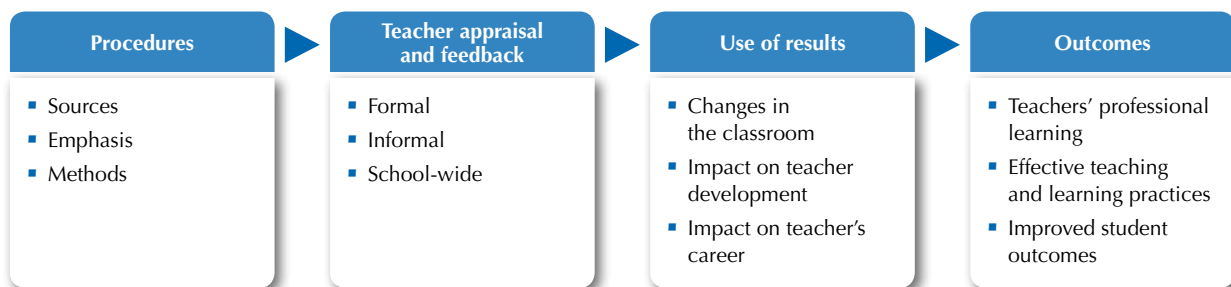 Procedures
▪ Sources
▪ Emphasis
▪ Methods
Teacher appraisal
and feedback
▪ Formal
▪ Informal
▪ School-wide
Use of results
▪ Changes in
the classroom
▪ Impact on teacher
development
▪ Impact on teacher’s
career
Outcomes
▪ Teachers’ professional
learning
▪ Effective teaching
and learning practices
▪ Improved student
outcomes